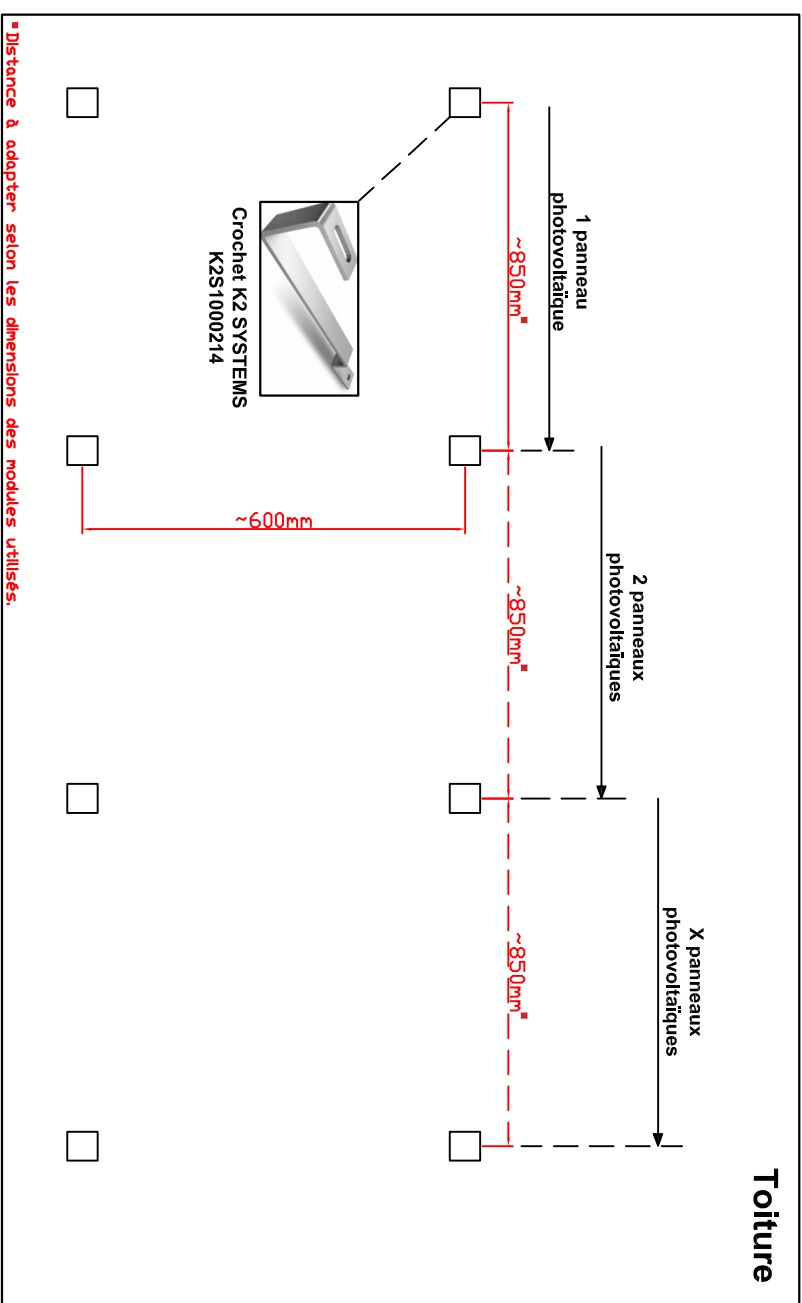 Toiture
1 panneau
photovoltaïque
2 panneaux
photovoltaïques
X panneaux
photovoltaïques
~850mm*
~850mm*
~850mm*
~600mm
Crochet K2 SYSTEMS
K2S1000214
*Distance à adapter selon les dimensions des modules utilisés.